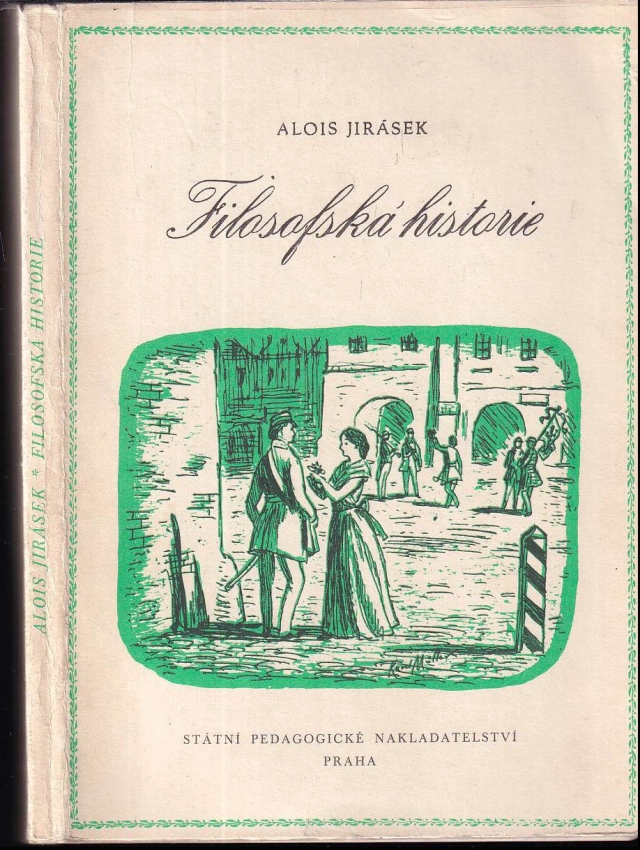 ALOIS JIRÁSEK
Filosofská historie
STÁTNÍ PEDAGOGICKÉ NAKLADATELSTVÍ
PRAHA
ALOIS JIRÁSEK * FILOSOFSKÁ HISTORIE